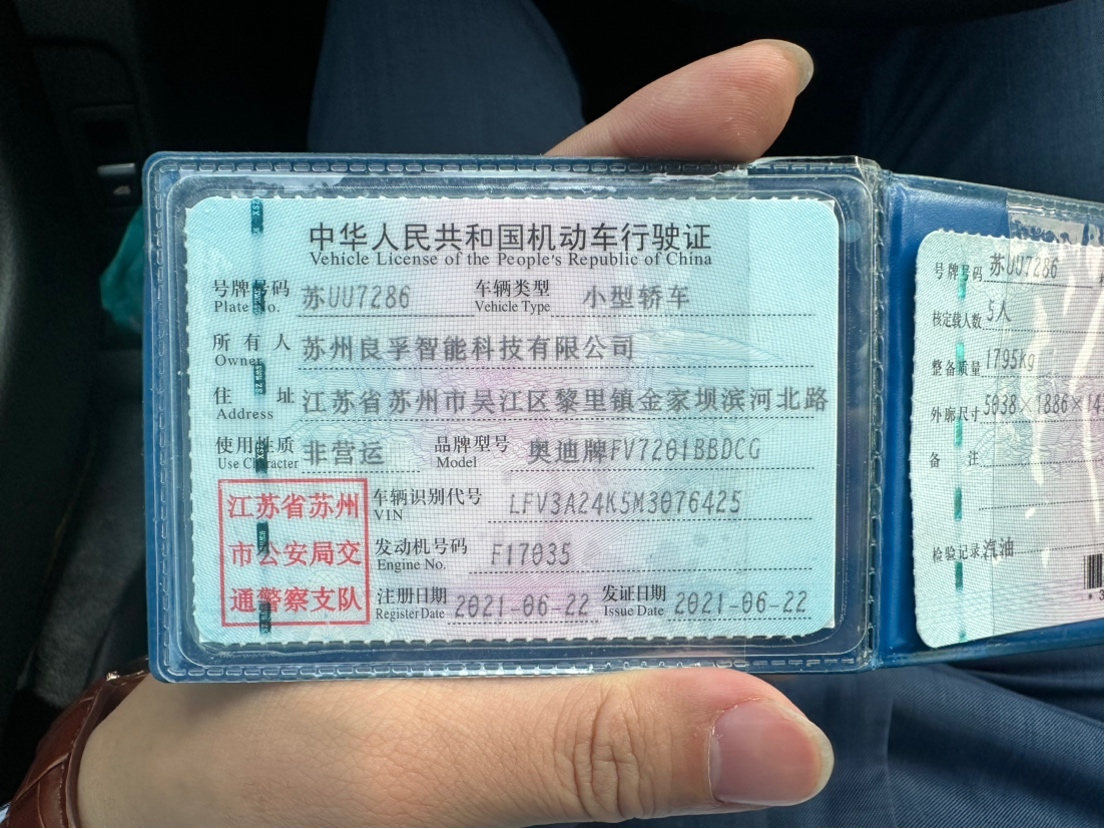 中华人民共和国机动车行驶证
Vehicle License of the People's Republic of China
号牌号码 苏UU7286 车辆类型 小型轿车
Plate No. Vehicle Type
所有人 苏州良孚智能科技有限公司
Owner
住址 江苏省苏州市吴江区黎里镇金家坝滨河北路
Address
使用性质 非营运 品牌型号 奥迪牌FV7201BBDCG
Use Character Model
江苏省苏州
市公安局交
通警察支队
车辆识别代号 LFV3A24K5M3076425
VIN
发动机号码 F17035
Engine No.
注册日期 2021-06-22 发证日期 2021-06-22
Register Date Issue Date
号牌号码 苏UU7286
核定载人数 5人
整备质量 1795Kg
外廓尺寸 5038×1886×14
备注
检验记录 汽油